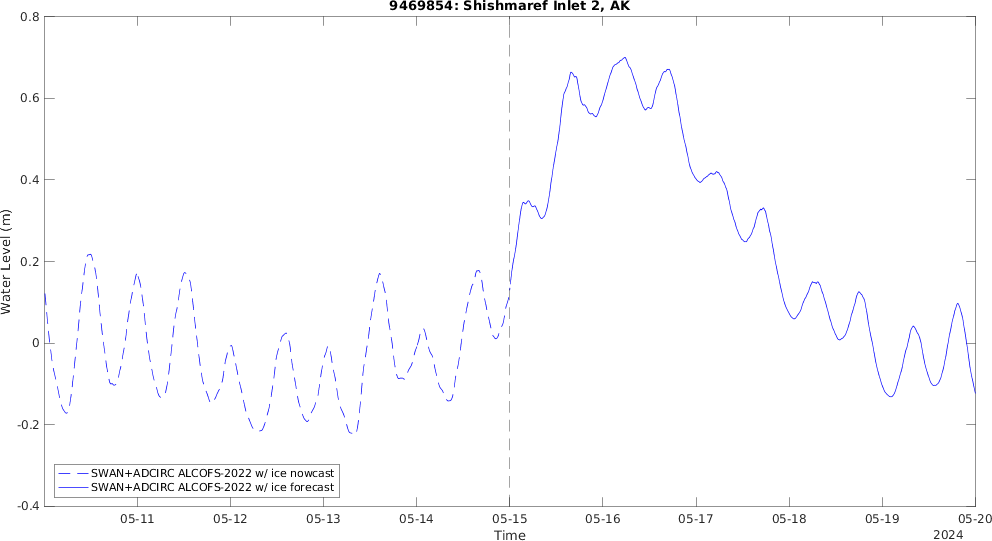 9469854: Shishmaref Inlet 2, AK
0.8
0.6
0.4
0.2
0
-0.2
-0.4
Water Level (m)
SWAN+ADCIRC ALCOFS-2022 w/ ice nowcast
SWAN+ADCIRC ALCOFS-2022 w/ ice forecast
05-11 05-12 05-13 05-14 05-15 05-16 05-17 05-18 05-19 05-20
Time
2024